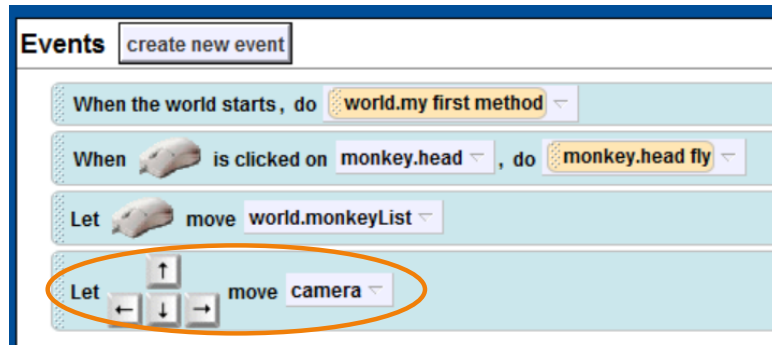 Events create new event
When the world starts, do world.my first method
When is clicked on monkey.head, do monkey.head fly
Let move world.monkeyList
Let ↑ ← ↓ → move camera